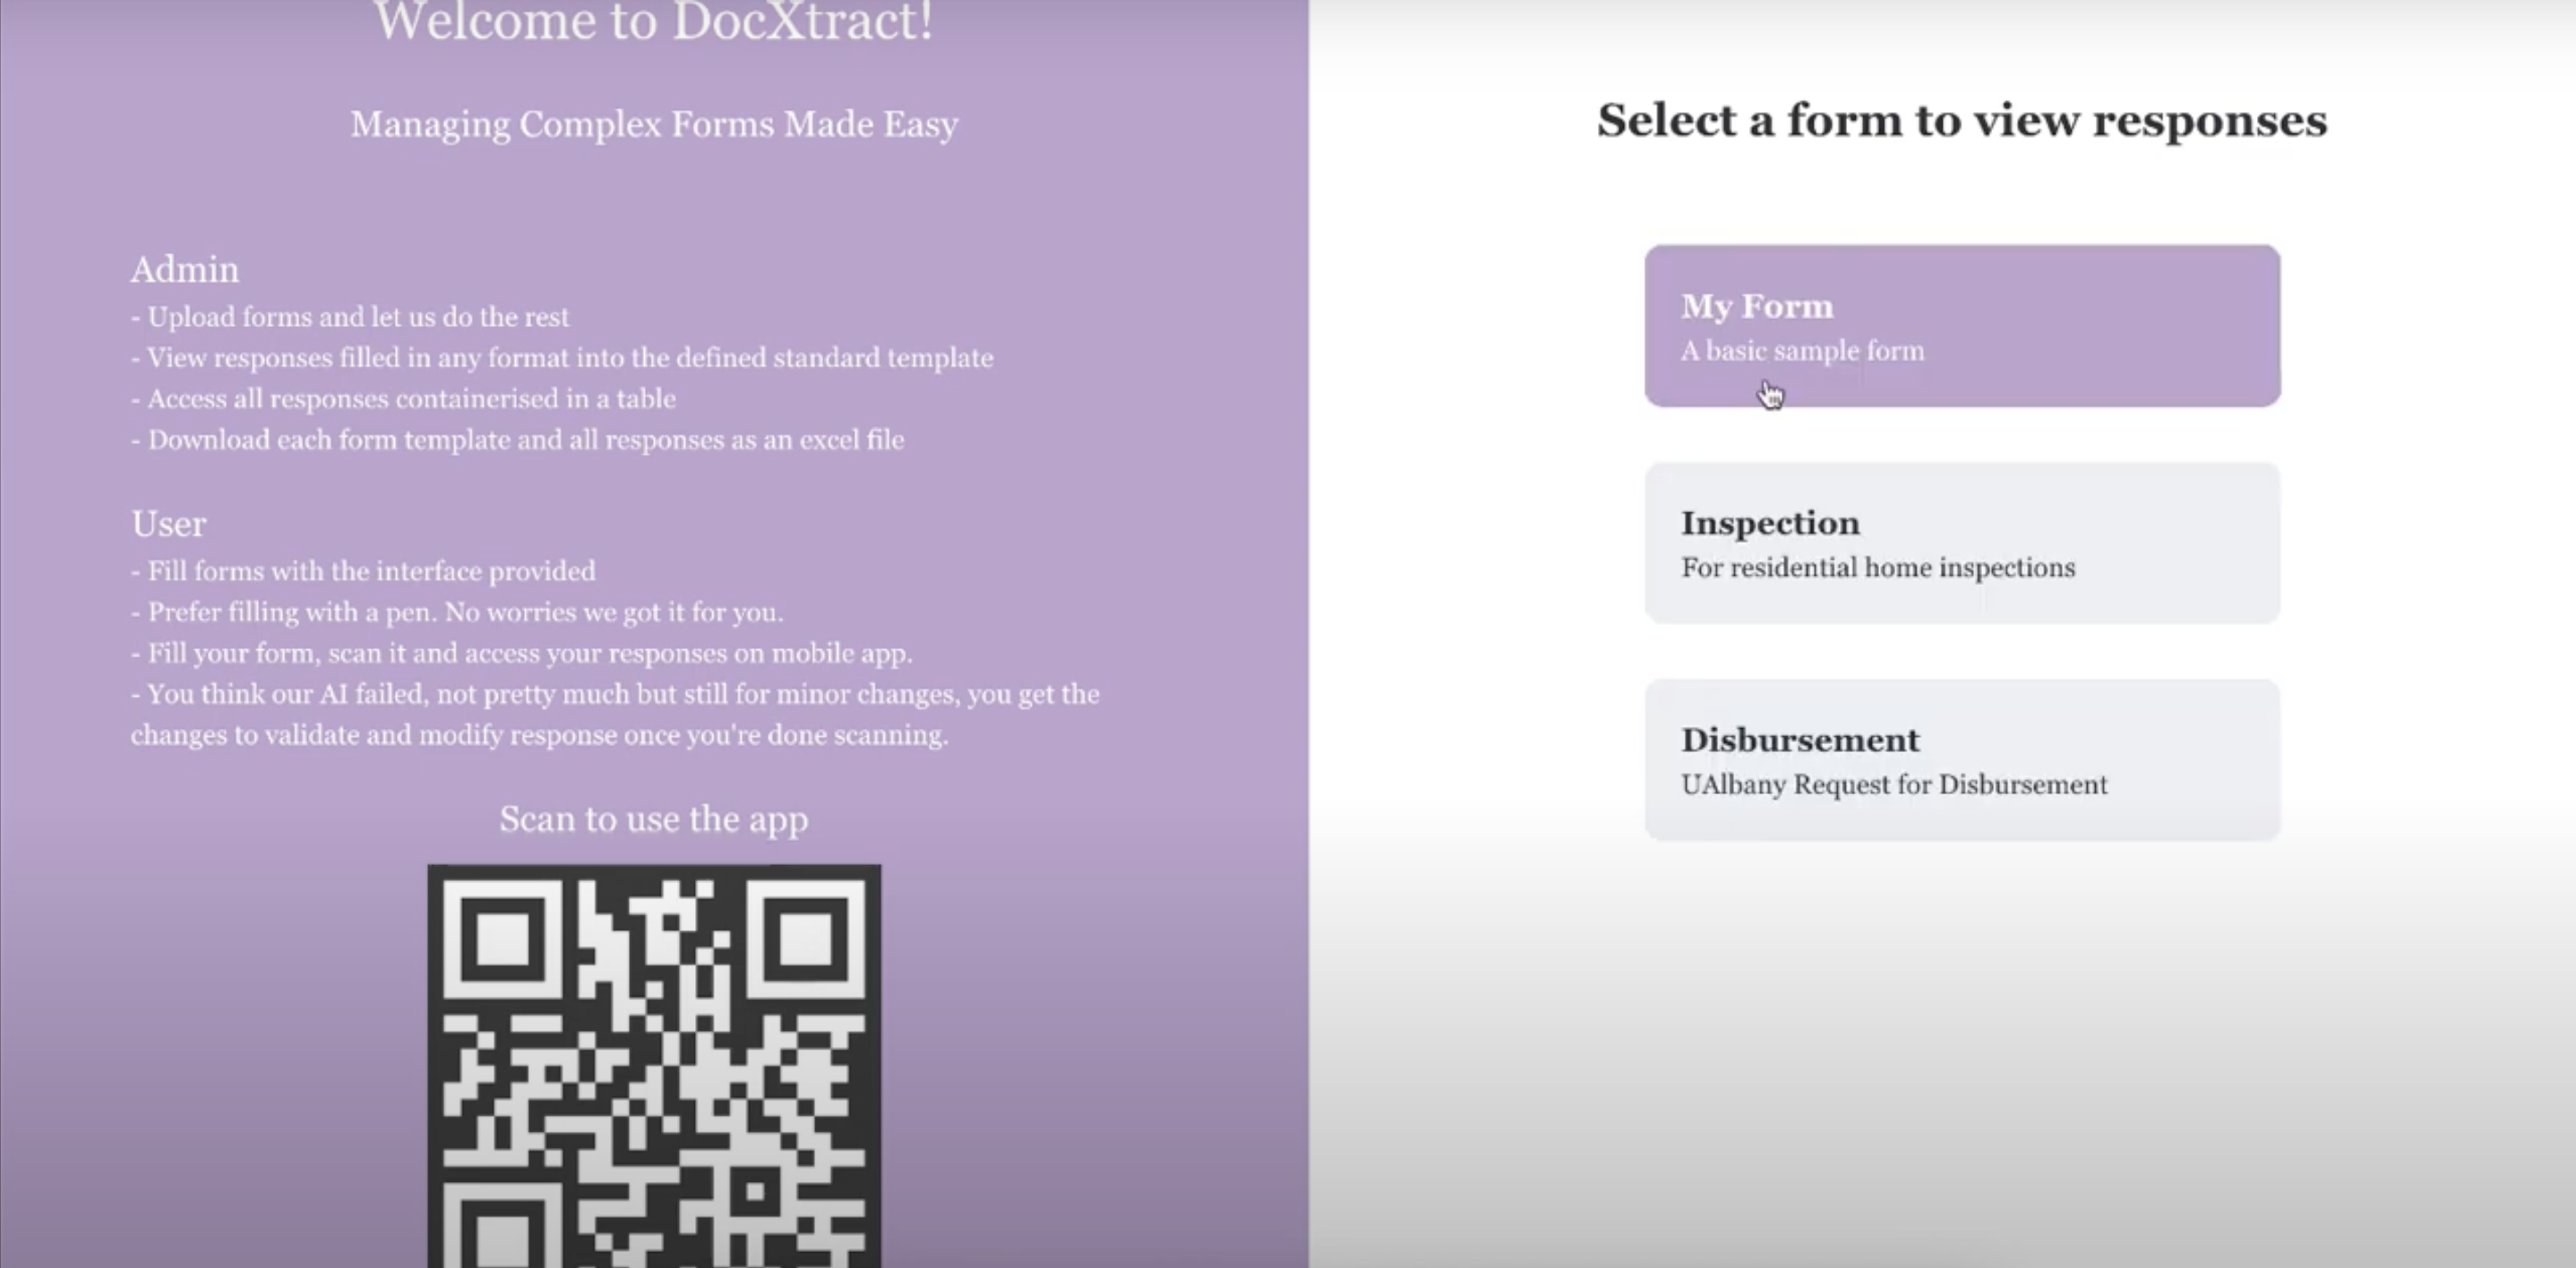 Welcome to DocXtract!
Managing Complex Forms Made Easy
Admin
- Upload forms and let us do the rest
- View responses filled in any format into the defined standard template
- Access all responses containerised in a table
- Download each form template and all responses as an excel file
User
- Fill forms with the interface provided
- Prefer filling with a pen. No worries we got it for you.
- Fill your form, scan it and access your responses on mobile app.
- You think our AI failed, not pretty much but still for minor changes, you get the
changes to validate and modify response once you're done scanning.
Scan to use the app
Select a form to view responses
My Form
A basic sample form
Inspection
For residential home inspections
Disbursement
UAlbany Request for Disbursement